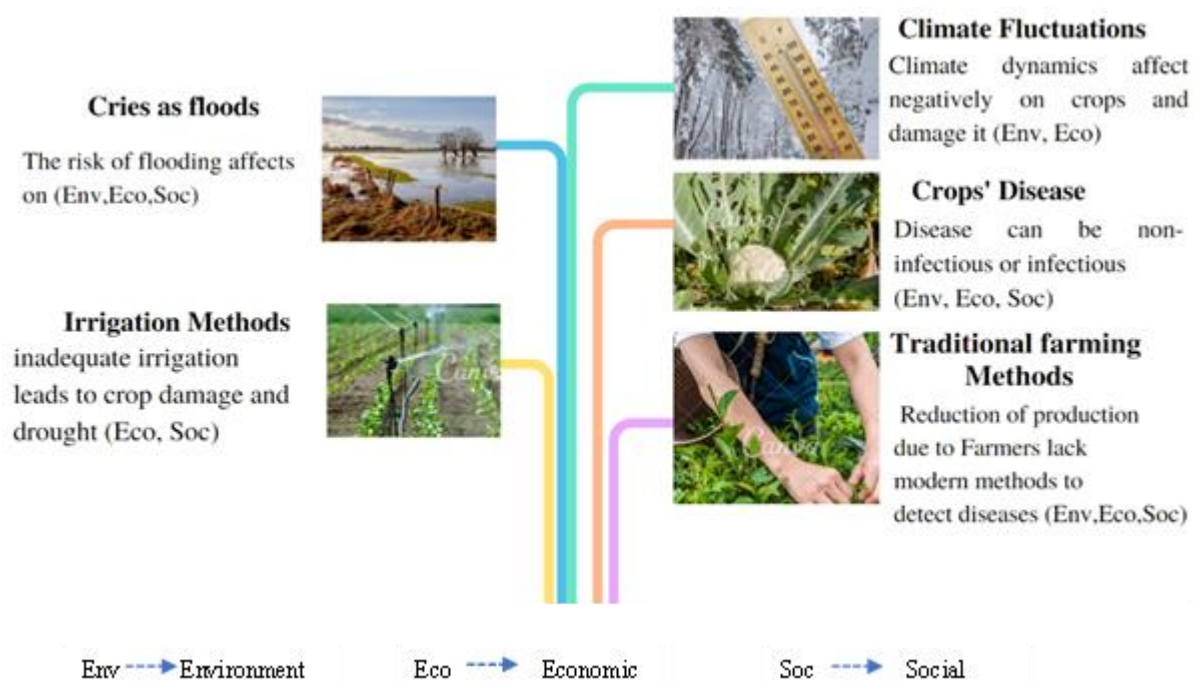 Cries as floods
The risk of flooding affects
on (Env,Eco,Soc)
Irrigation Methods
inadequate irrigation
leads to crop damage and
drought (Eco, Soc)
Climate Fluctuations
Climate dynamics affect
negatively on crops and
damage it (Env, Eco)
Crops' Disease
Disease can be non-
infectious or infectious
(Env, Eco, Soc)
Traditional farming
Methods
Reduction of production
due to Farmers lack
modern methods to
detect diseases (Env,Eco,Soc)
Canva
Canva
Canva
Env Environment Eco Economic Soc Social